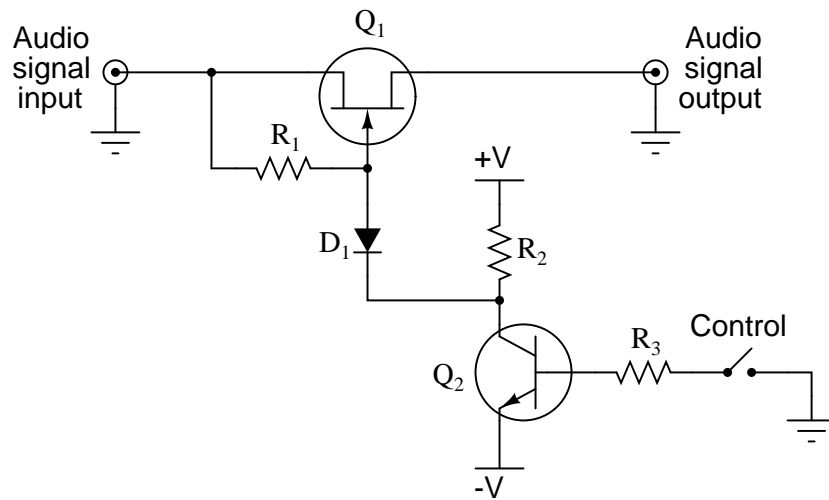 Q1
Audio
signal
input
Audio
signal
output
R1
+V
D1
R2
Control
R3
Q2
-V